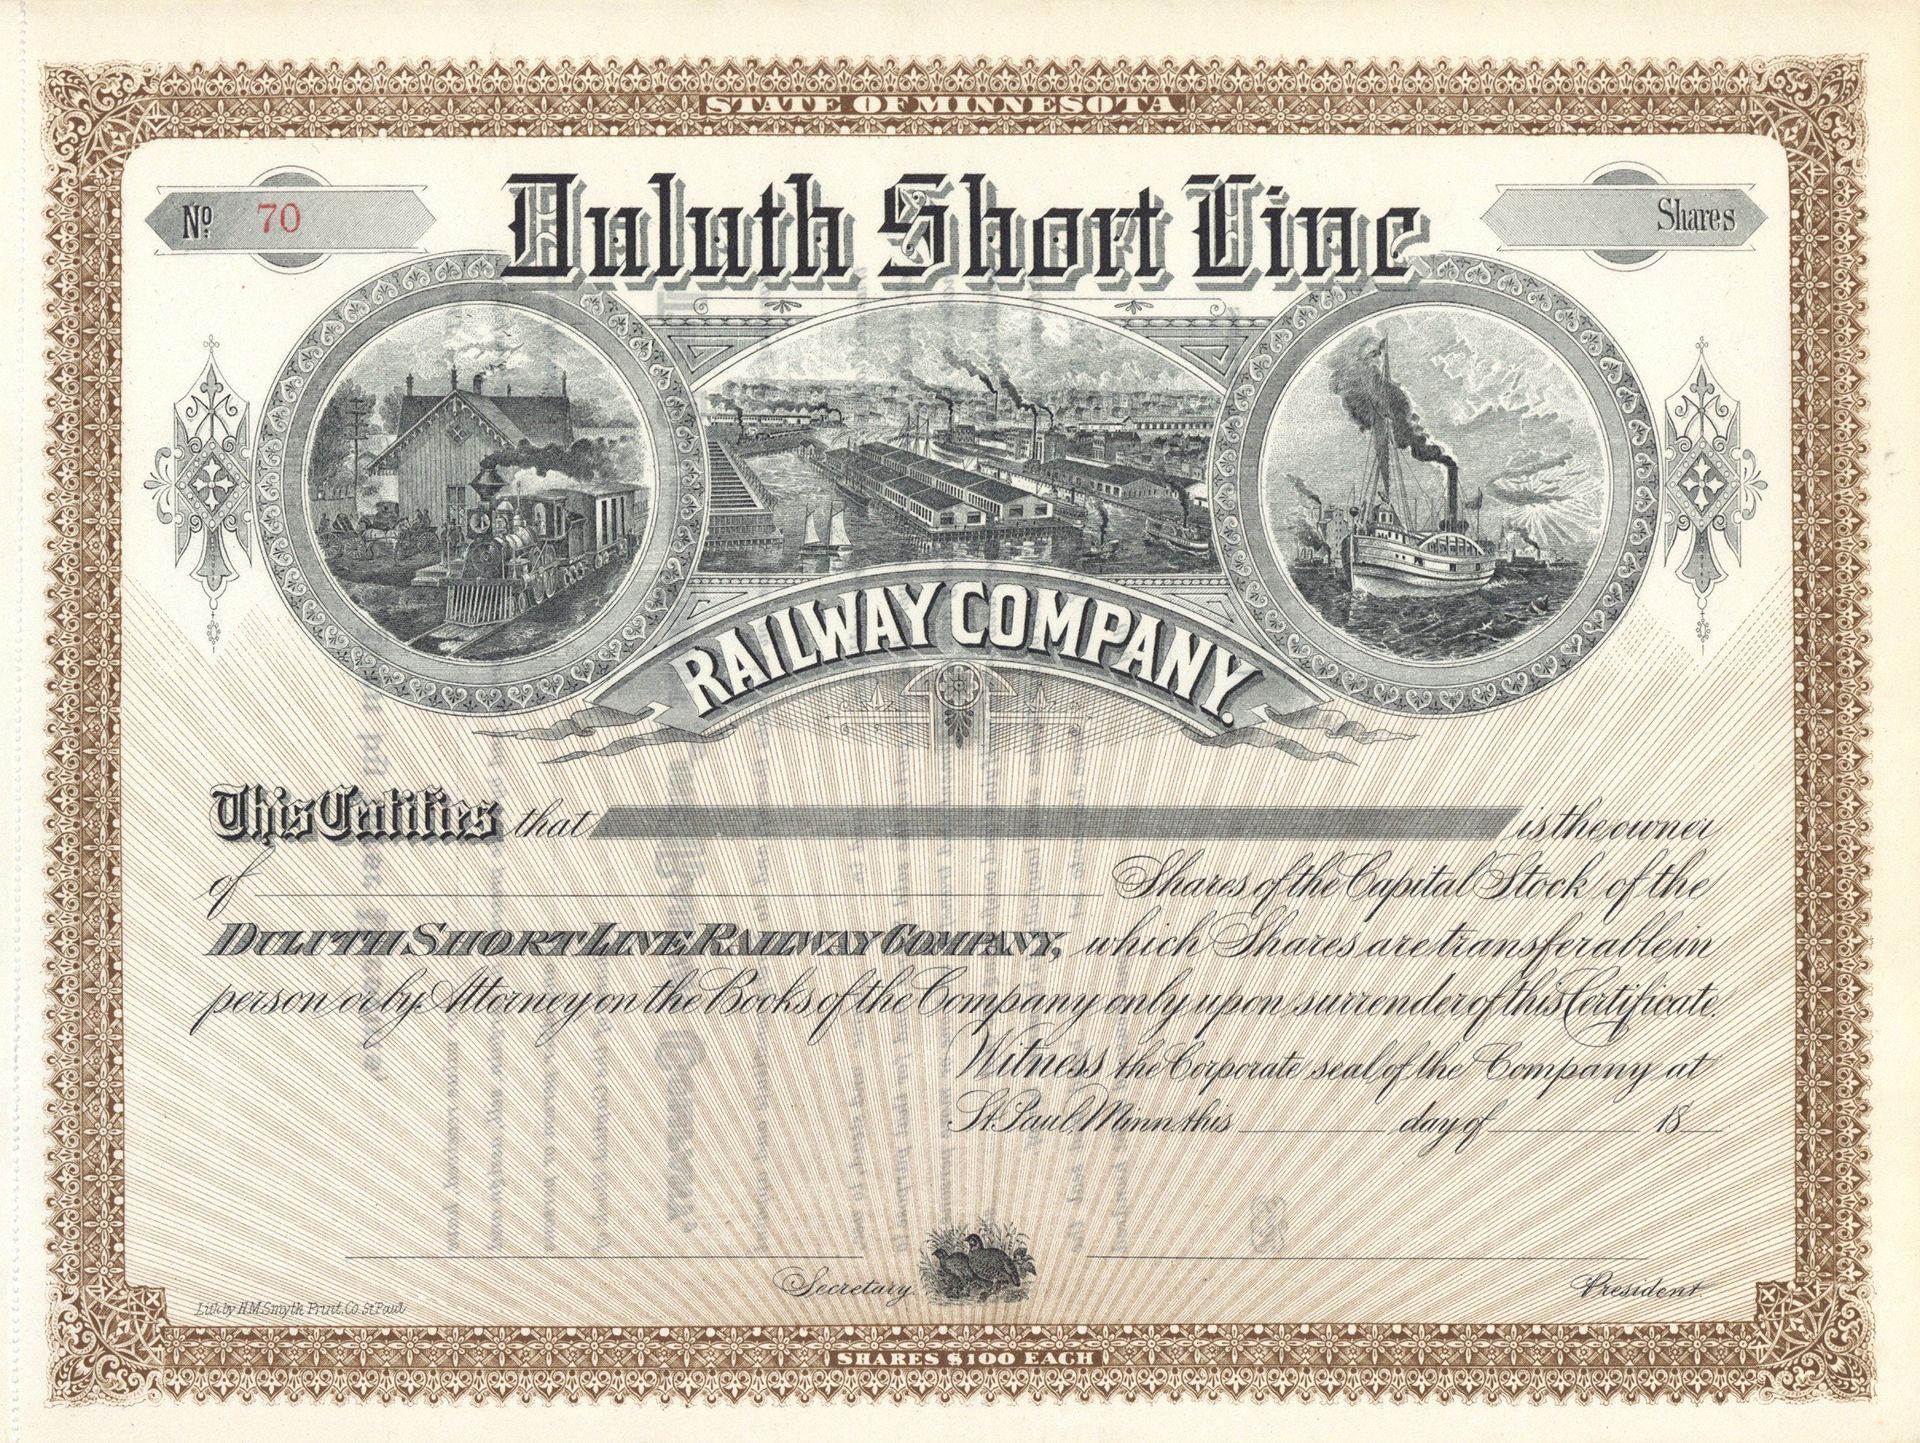 STATE OF MINNESOTA.
No. 70
Duluth Short Line
Shares
RAILWAY COMPANY.
This Certifies that is the owner
of Shares of the Capital Stock of the
DULUTH SHORT LINE RAILWAY COMPANY, which Shares are transferable in
person or by Attorney on the Books of the Company only upon surrender of this Certificate.
Witness the Corporate seal of the Company at
St. Paul, Minn. this day of 18
Secretary.
President
Lith by H.M. Smyth Print. Co. St Paul
SHARES $100 EACH